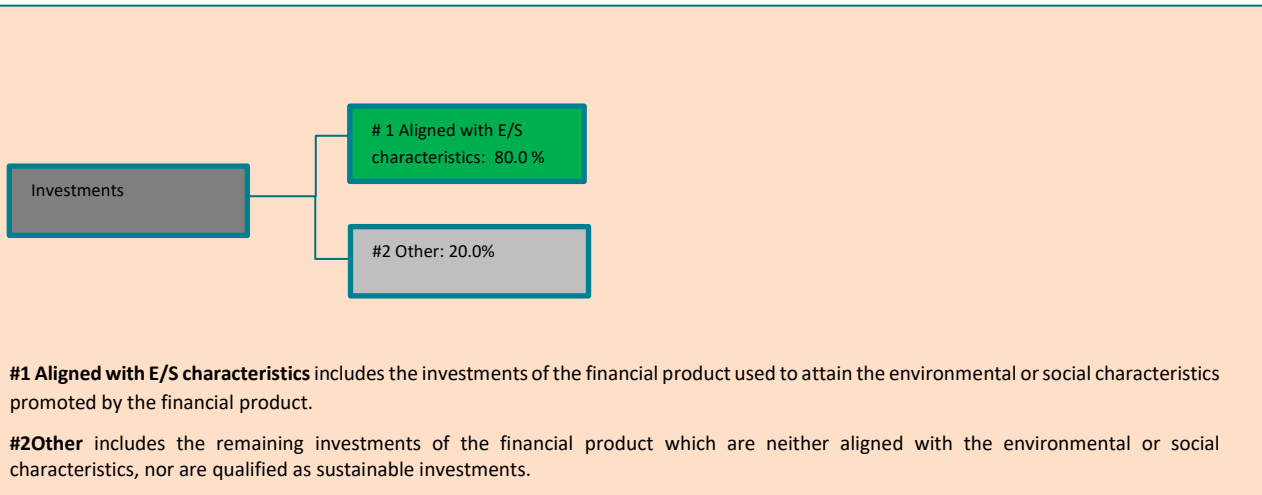 # 1 Aligned with E/S
characteristics: 80.0 %
Investments
#2 Other: 20.0%
#1 Aligned with E/S characteristics includes the investments of the financial product used to attain the environmental or social characteristics
promoted by the financial product.
#2Other includes the remaining investments of the financial product which are neither aligned with the environmental or social
characteristics, nor are qualified as sustainable investments.